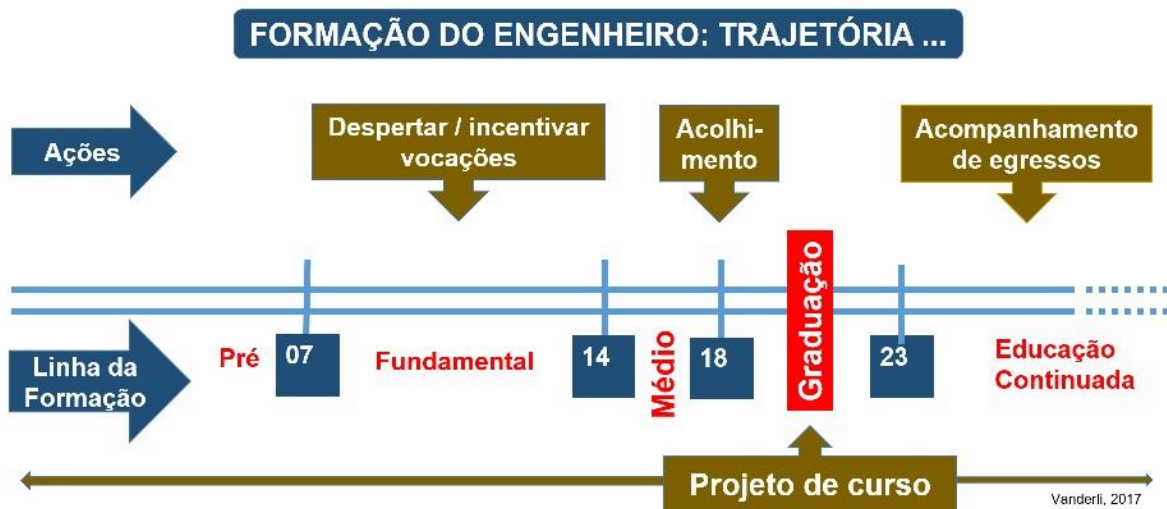 FORMAÇÃO DO ENGENHEIRO: TRAJETÓRIA ...
Ações
Despertar / incentivar
vocações
Acolhi-
mento
Acompanhamento
de egressos
Linha da
Formação
Pré
07
Fundamental
14
Médio
18
Graduação
23
Educação
Continuada
Projeto de curso
Vanderli, 2017